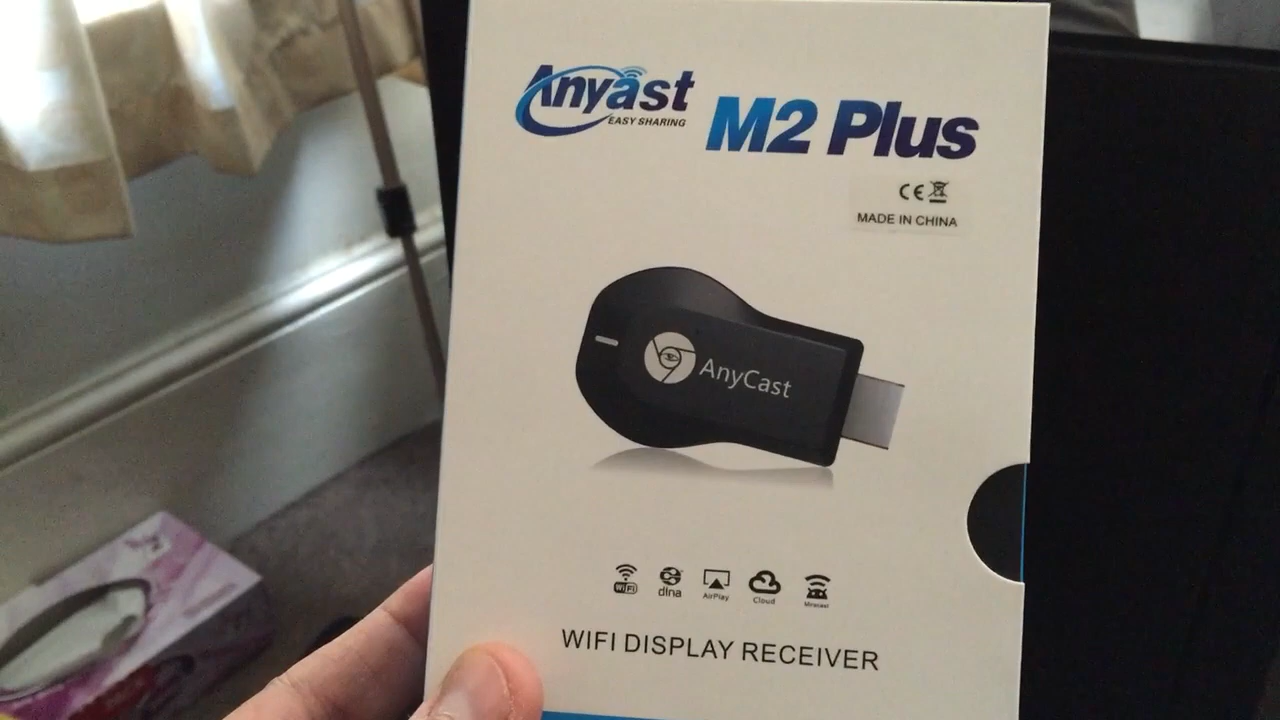 Anyast
EASY SHARING
M2 Plus
CE
MADE IN CHINA
AnyCast
WiFi
dlna
AirPlay
Cloud
Miracast
WIFI DISPLAY RECEIVER